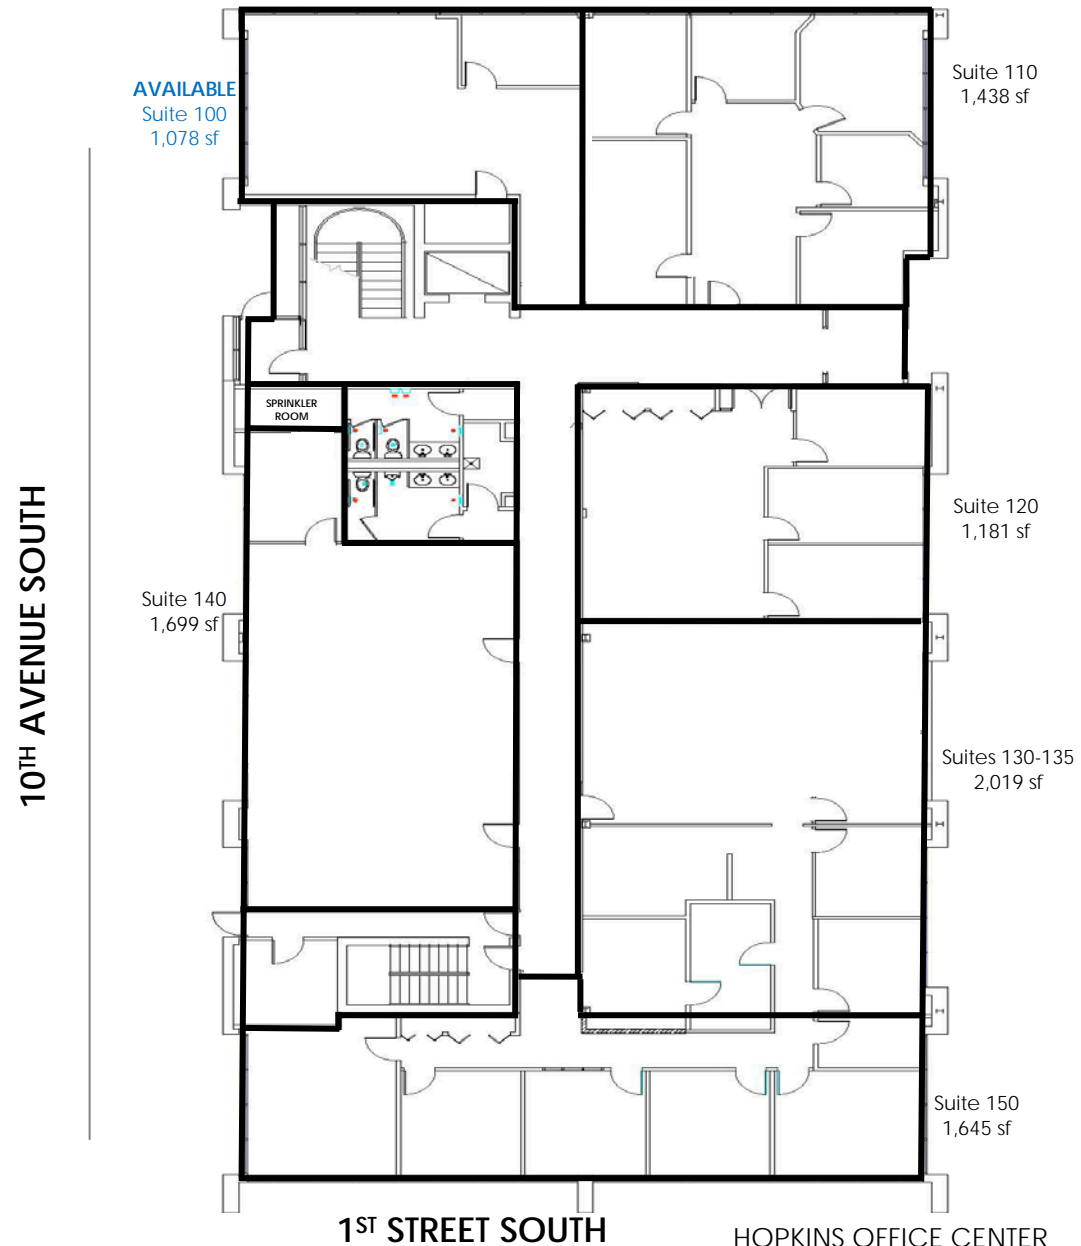 AVAILABLE
Suite 100
1,078 sf
Suite 110
1,438 sf
SPRINKLER
ROOM
Suite 120
1,181 sf
10TH AVENUE SOUTH
Suite 140
1,699 sf
Suites 130-135
2,019 sf
Suite 150
1,645 sf
1ST STREET SOUTH
HOPKINS OFFICE CENTER